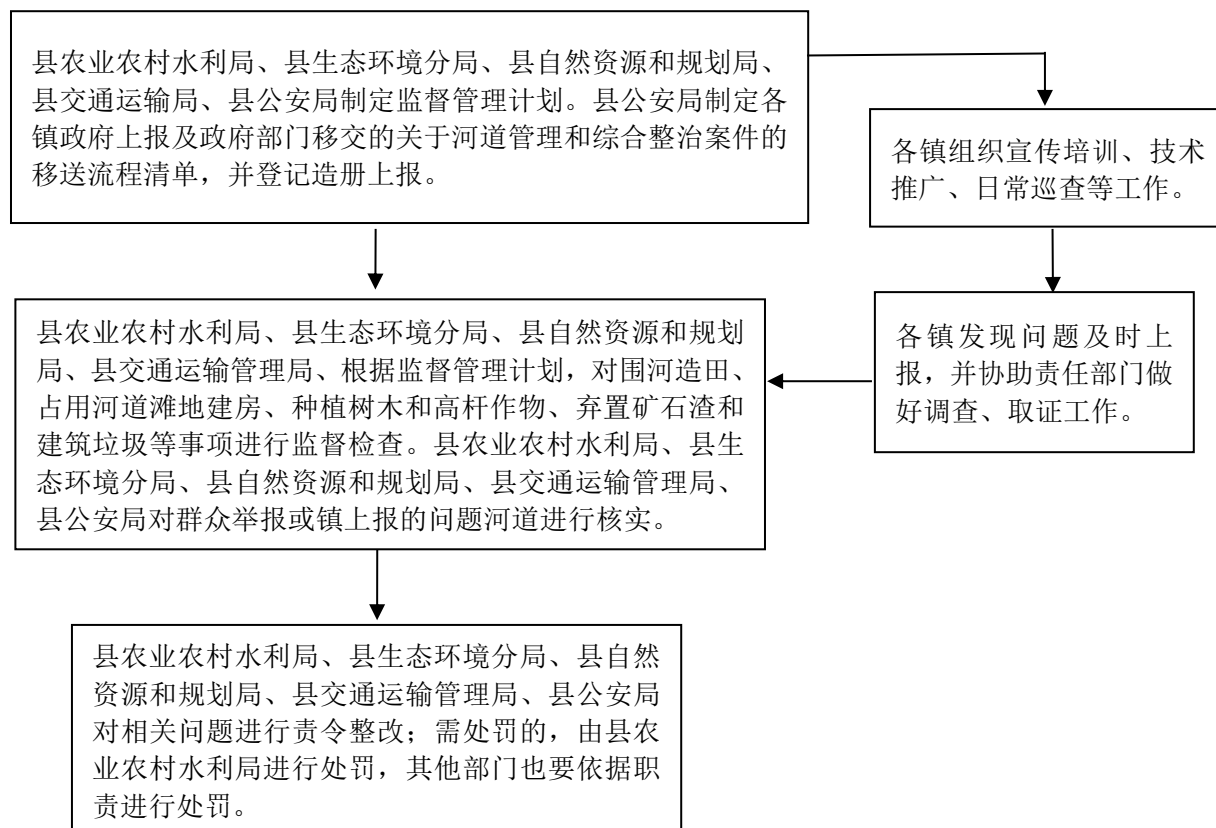 县农业农村水利局、县生态环境分局、县自然资源和规划局、
县交通运输局、县公安局制定监督管理计划。县公安局制定各
镇政府上报及政府部门移交的关于河道管理和综合整治案件的
移送流程清单，并登记造册上报。
各镇组织宣传培训、技术
推广、日常巡查等工作。
各镇发现问题及时上
报，并协助责任部门做
好调查、取证工作。
县农业农村水利局、县生态环境分局、县自然资源和规划
局、县交通运输管理局、根据监督管理计划，对围河造田、
占用河道滩地建房、种植树木和高杆作物、弃置矿石渣和
建筑垃圾等事项进行监督检查。县农业农村水利局、县生
态环境分局、县自然资源和规划局、县交通运输管理局、
县公安局对群众举报或镇上报的问题河道进行核实。
县农业农村水利局、县生态环境分局、县自然
资源和规划局、县交通运输管理局、县公安局
对相关问题进行责令整改；需处罚的，由县农
业农村水利局进行处罚，其他部门也要依据职
责进行处罚。